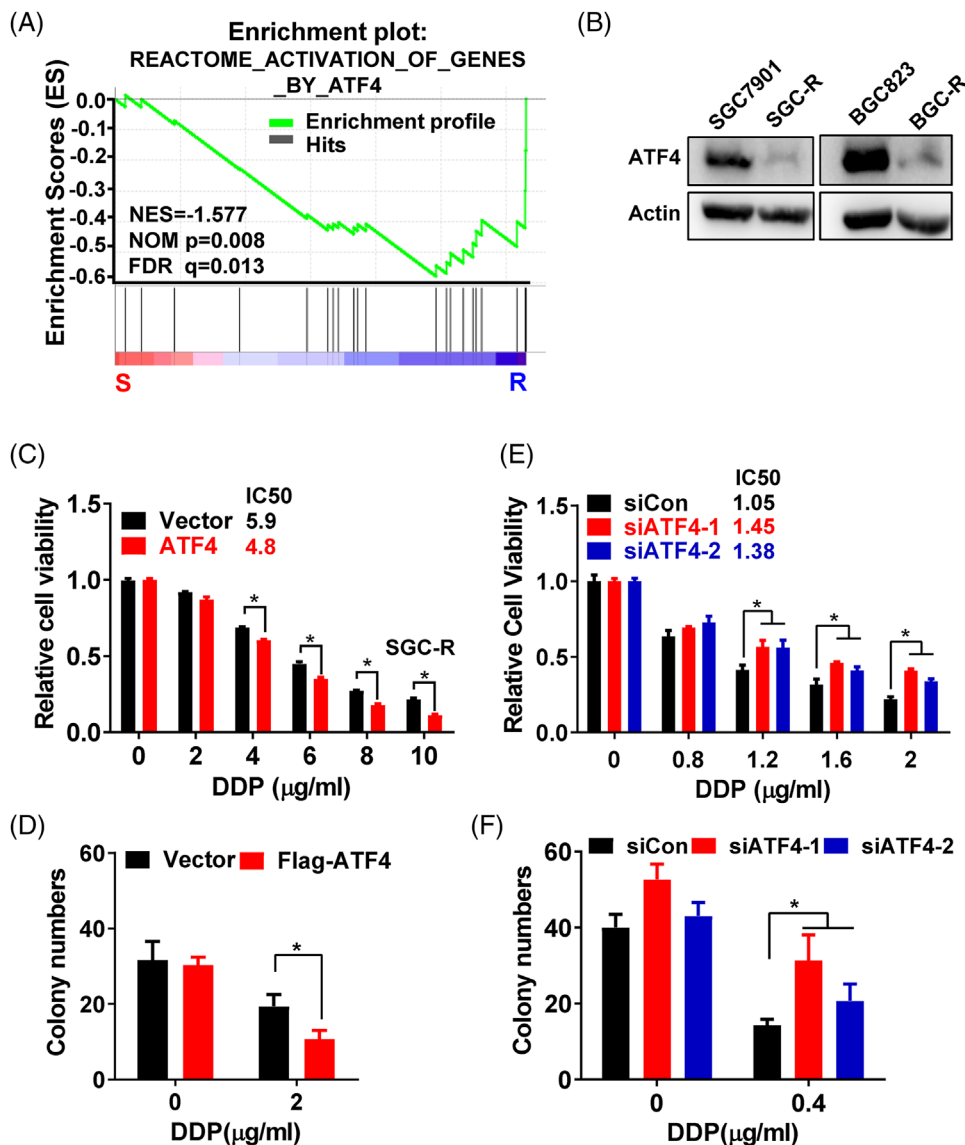 (A)
Enrichment plot:
REACTOME_ACTIVATION_OF_GENES
_BY_ATF4
Enrichment Scores (ES)
0.0
-0.1
-0.2
-0.3
-0.4
-0.5
-0.6
Enrichment profile
Hits
NES=-1.577
NOM p=0.008
FDR q=0.013
S
R
(B)
SGC7901
SGC-R
BGC823
BGC-R
ATF4
Actin
(C)
Relative cell viability
1.5
1.0
0.5
0.0
IC50
Vector 5.9
ATF4 4.8
* * * *
SGC-R
0 2 4 6 8 10
DDP (μg/ml)
(E)
Relative Cell Viability
1.5
1.0
0.5
0.0
IC50
siCon 1.05
siATF4-1 1.45
siATF4-2 1.38
* * *
0 0.8 1.2 1.6 2
DDP (μg/ml)
(D)
Colony numbers
60
40
20
0
Vector Flag-ATF4
*
0 2
DDP(μg/ml)
(F)
Colony numbers
60
40
20
0
siCon siATF4-1 siATF4-2
*
0 0.4
DDP(μg/ml)